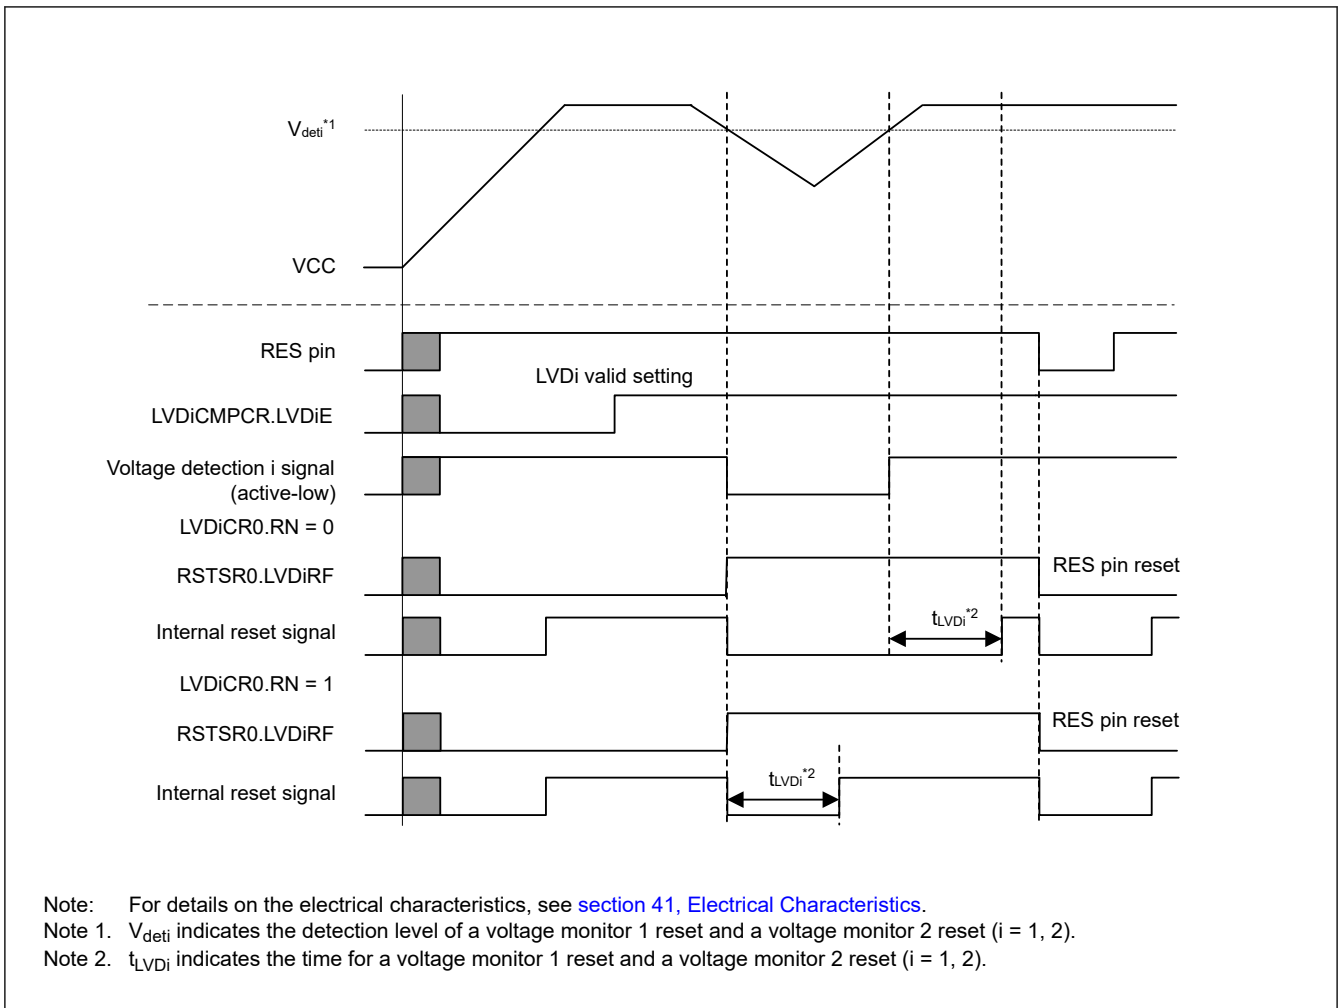 Vdeti*1
VCC
RES pin
LVDi valid setting
LVDiCMPCR.LVDiE
Voltage detection i signal
(active-low)
LVDiCR0.RN = 0
RSTSR0.LVDiRF
RES pin reset
tLVDi*2
Internal reset signal
LVDiCR0.RN = 1
RSTSR0.LVDiRF
RES pin reset
tLVDi*2
Internal reset signal
Note: For details on the electrical characteristics, see section 41, Electrical Characteristics.
Note 1. Vdeti indicates the detection level of a voltage monitor 1 reset and a voltage monitor 2 reset (i = 1, 2).
Note 2. tLVDi indicates the time for a voltage monitor 1 reset and a voltage monitor 2 reset (i = 1, 2).